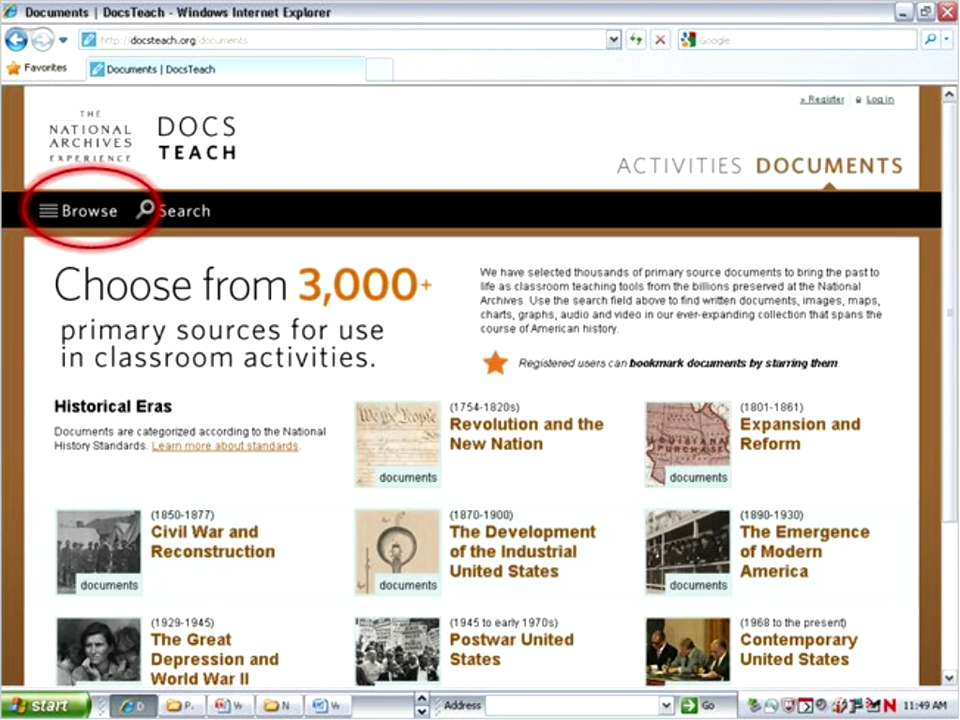 Documents | DocsTeach - Windows Internet Explorer
http://docsteach.org/documents
Google
Favorites
Documents | DocsTeach
» Register
Log in
THE
NATIONAL
ARCHIVES
EXPERIENCE
DOCS
TEACH
ACTIVITIES DOCUMENTS
Browse
Search
Choose from 3,000+
primary sources for use
in classroom activities.
We have selected thousands of primary source documents to bring the past to
life as classroom teaching tools from the billions preserved at the National
Archives. Use the search field above to find written documents, images, maps,
charts, graphs, audio and video in our ever-expanding collection that spans the
course of American history.
Registered users can bookmark documents by starring them
Historical Eras
Documents are categorized according to the National
History Standards. Learn more about standards.
We the People
documents
(1754-1820s)
Revolution and the
New Nation
LOUISIANA
PURCHASE
documents
(1801-1861)
Expansion and
Reform
documents
(1850-1877)
Civil War and
Reconstruction
documents
(1870-1900)
The Development
of the Industrial
United States
documents
(1890-1930)
The Emergence
of Modern
America
(1929-1945)
The Great
Depression and
World War II
(1945 to early 1970s)
Postwar United
States
(1968 to the present)
Contemporary
United States
start
D
P..
W
N
W
Address
Go
N
11:49 AM